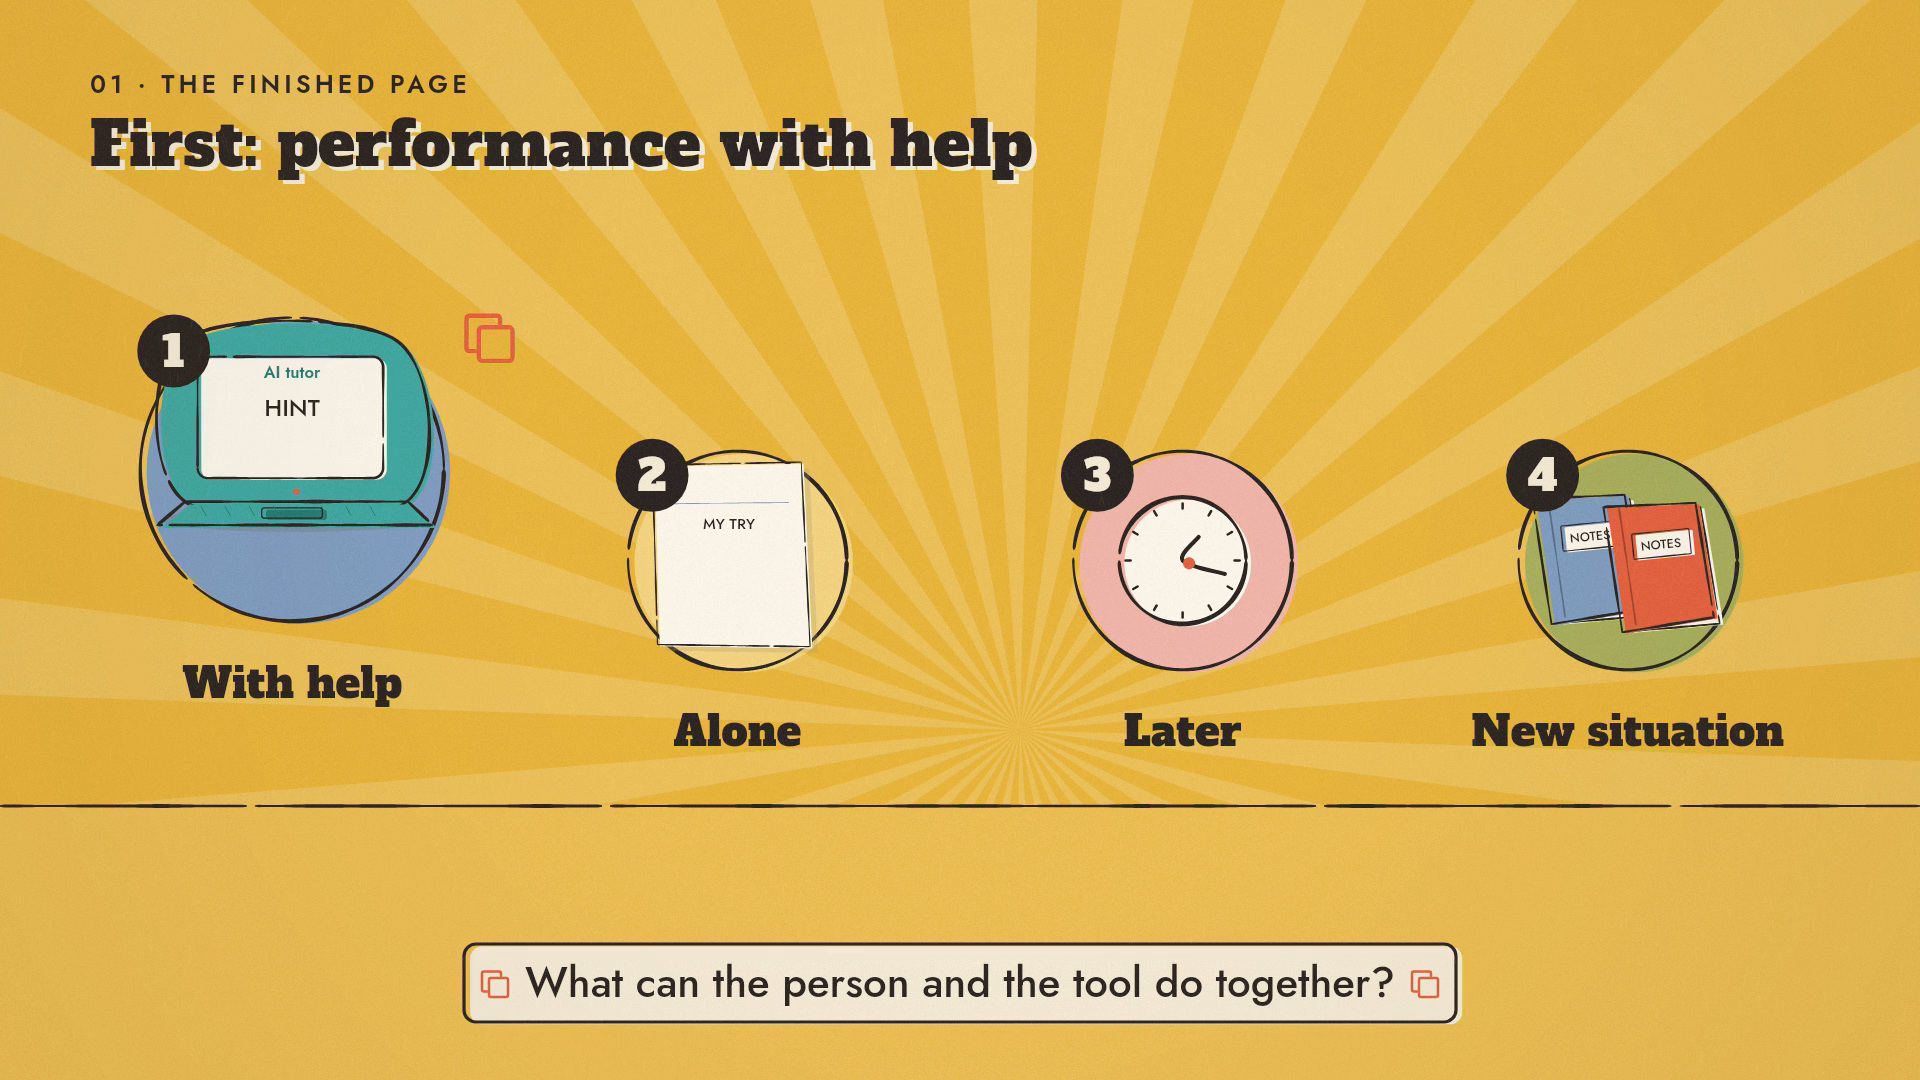 01 · THE FINISHED PAGE
First: performance with help
1
AI tutor
HINT
With help
2
MY TRY
Alone
3
Later
4
NOTES
NOTES
New situation
What can the person and the tool do together?